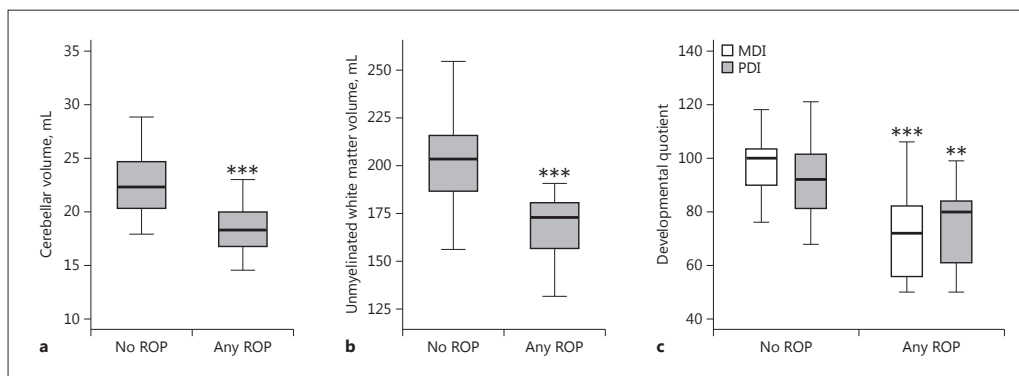 Cerebellar volume, mL
35
30
25
20
15
10
***
No ROP
Any ROP
a
Unmyelinated white matter volume, mL
250
225
200
175
150
125
***
No ROP
Any ROP
b
Developmental quotient
140
120
100
80
60
40
MDI
PDI
***
**
No ROP
Any ROP
c